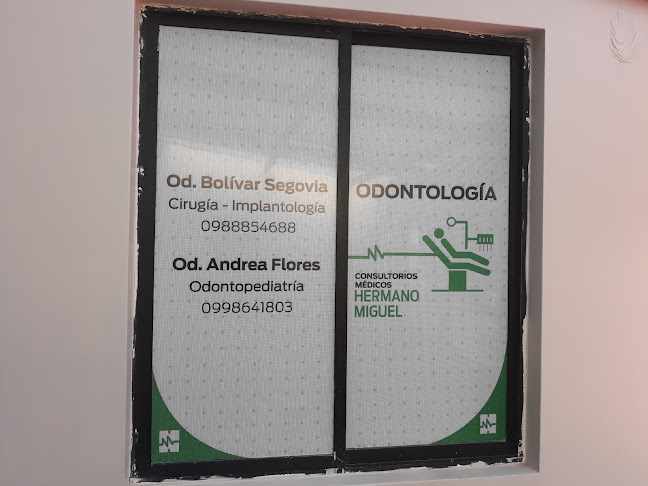 Od. Bolívar Segovia
Cirugía - Implantología
0988854688
Od. Andrea Flores
Odontopediatría
0998641803
ODONTOLOGÍA
CONSULTORIOS
MÉDICOS
HERMANO
MIGUEL